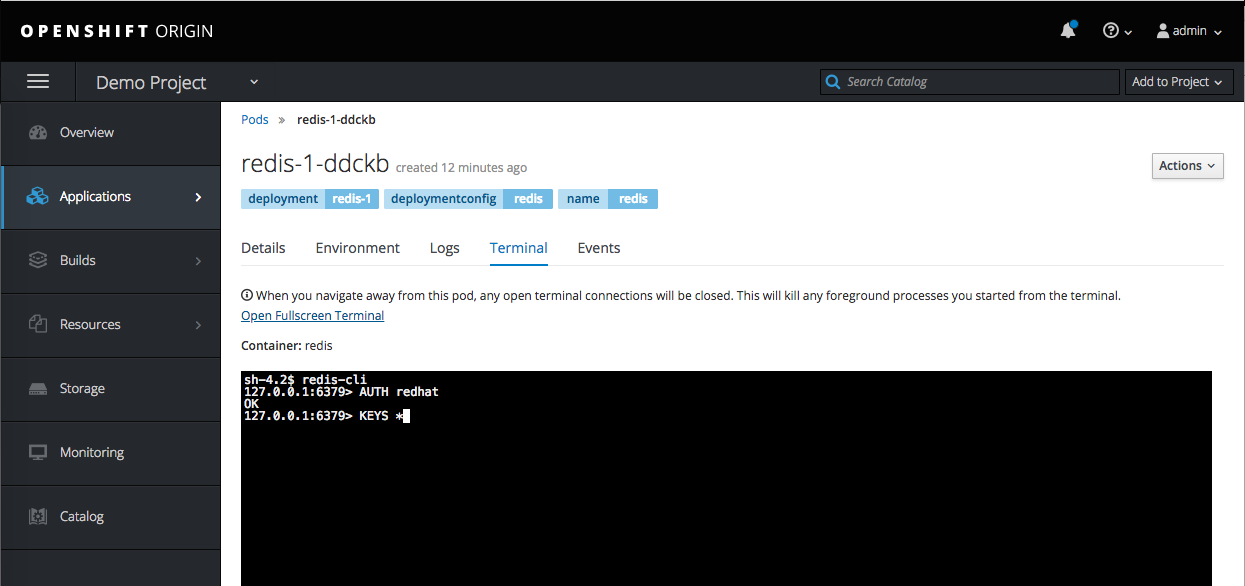 OPENSHIFT ORIGIN
admin
Demo Project
Search Catalog
Add to Project
Overview
Applications
Builds
Resources
Storage
Monitoring
Catalog
Pods » redis-1-ddckb
redis-1-ddckb created 12 minutes ago
Actions
deployment redis-1 deploymentconfig redis name redis
Details Environment Logs Terminal Events
When you navigate away from this pod, any open terminal connections will be closed. This will kill any foreground processes you started from the terminal.
Open Fullscreen Terminal
Container: redis
sh-4.2$ redis-cli
127.0.0.1:6379> AUTH redhat
OK
127.0.0.1:6379> KEYS *